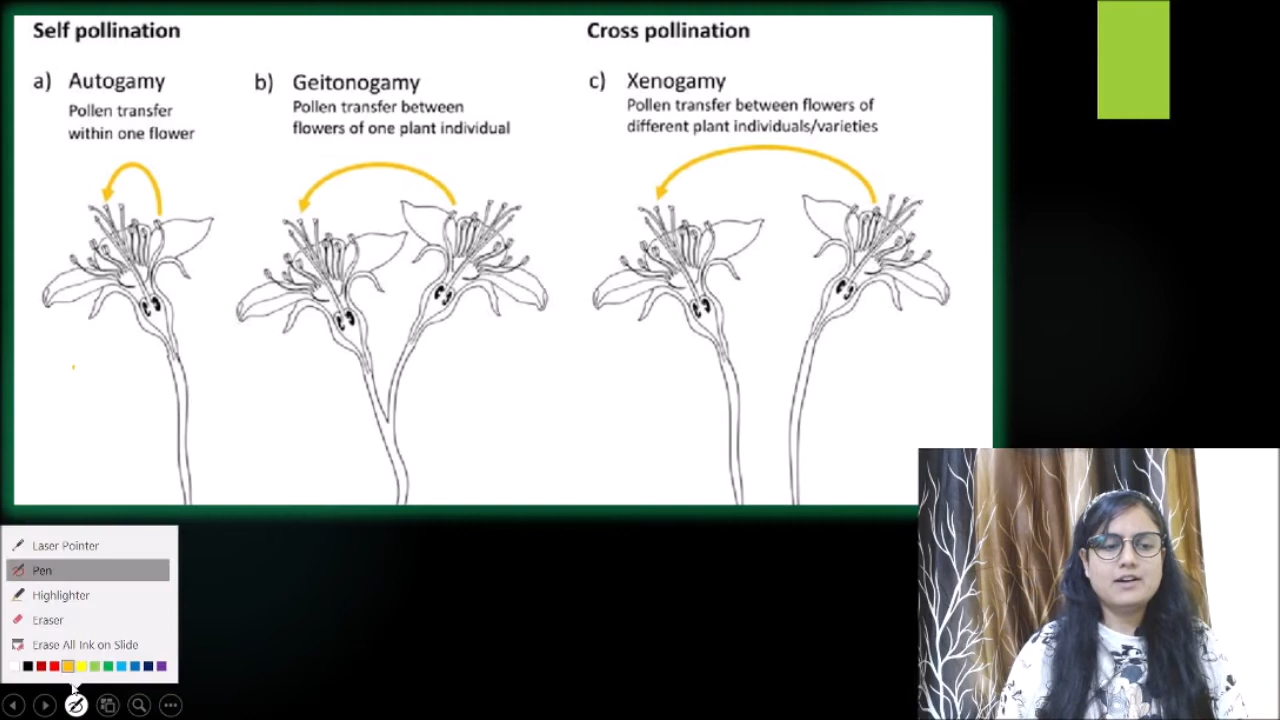 Self pollination
Cross pollination
a) Autogamy
Pollen transfer
within one flower
b) Geitonogamy
Pollen transfer between
flowers of one plant individual
c) Xenogamy
Pollen transfer between flowers of
different plant individuals/varieties
Laser Pointer
Pen
Highlighter
Eraser
Erase All Ink on Slide